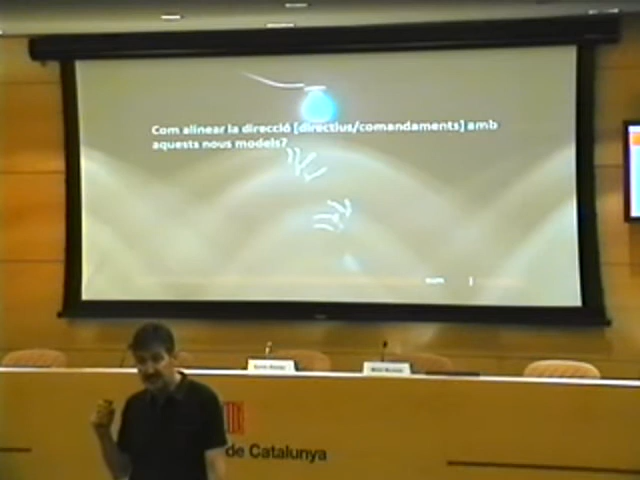 Com alinear la direcció [directius/comandaments] amb
aquests nous models?
de Catalunya